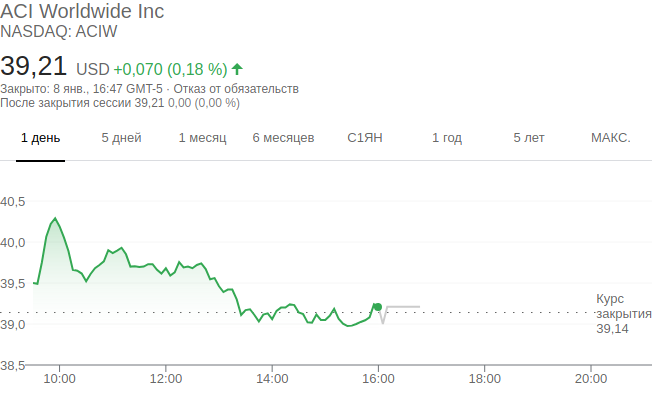 ACI Worldwide Inc
NASDAQ: ACIW
39,21 USD +0,070 (0,18 %)
Закрыто: 8 янв., 16:47 GMT-5 · Отказ от обязательств
После закрытия сессии 39,21 0,00 (0,00 %)
1 день 5 дней 1 месяц 6 месяцев С1ЯН 1 год 5 лет МАКС.
40,5
40,0
39,5
39,0
38,5
Курс
закрытия
39,14
10:00 12:00 14:00 16:00 18:00 20:00